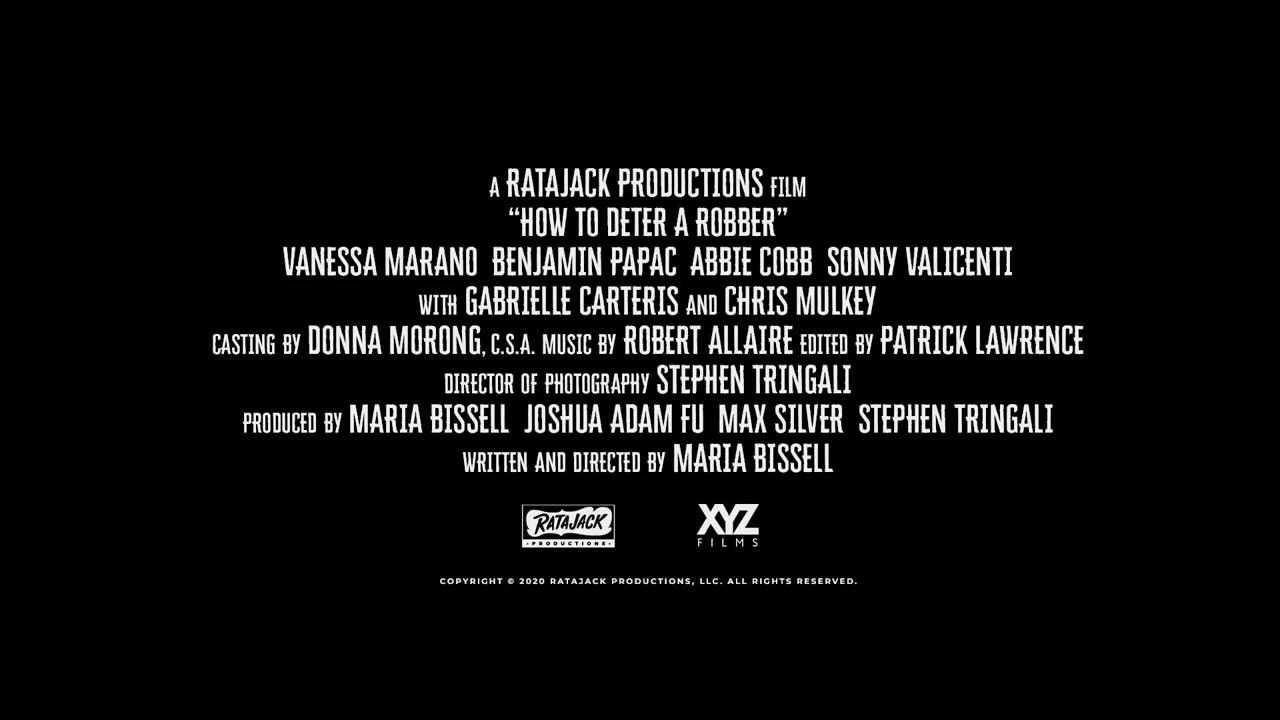 A RATAJACK PRODUCTIONS FILM
“HOW TO DETER A ROBBER”
VANESSA MARANO BENJAMIN PAPAC ABBIE COBB SONNY VALICENTI
WITH GABRIELLE CARTERIS AND CHRIS MULKEY
CASTING BY DONNA MORONG, C.S.A. MUSIC BY ROBERT ALLAIRE EDITED BY PATRICK LAWRENCE
DIRECTOR OF PHOTOGRAPHY STEPHEN TRINGALI
PRODUCED BY MARIA BISSELL JOSHUA ADAM FU MAX SILVER STEPHEN TRINGALI
WRITTEN AND DIRECTED BY MARIA BISSELL
RATAJACK
PRODUCTIONS
XYZ
FILMS
COPYRIGHT © 2020 RATAJACK PRODUCTIONS, LLC. ALL RIGHTS RESERVED.